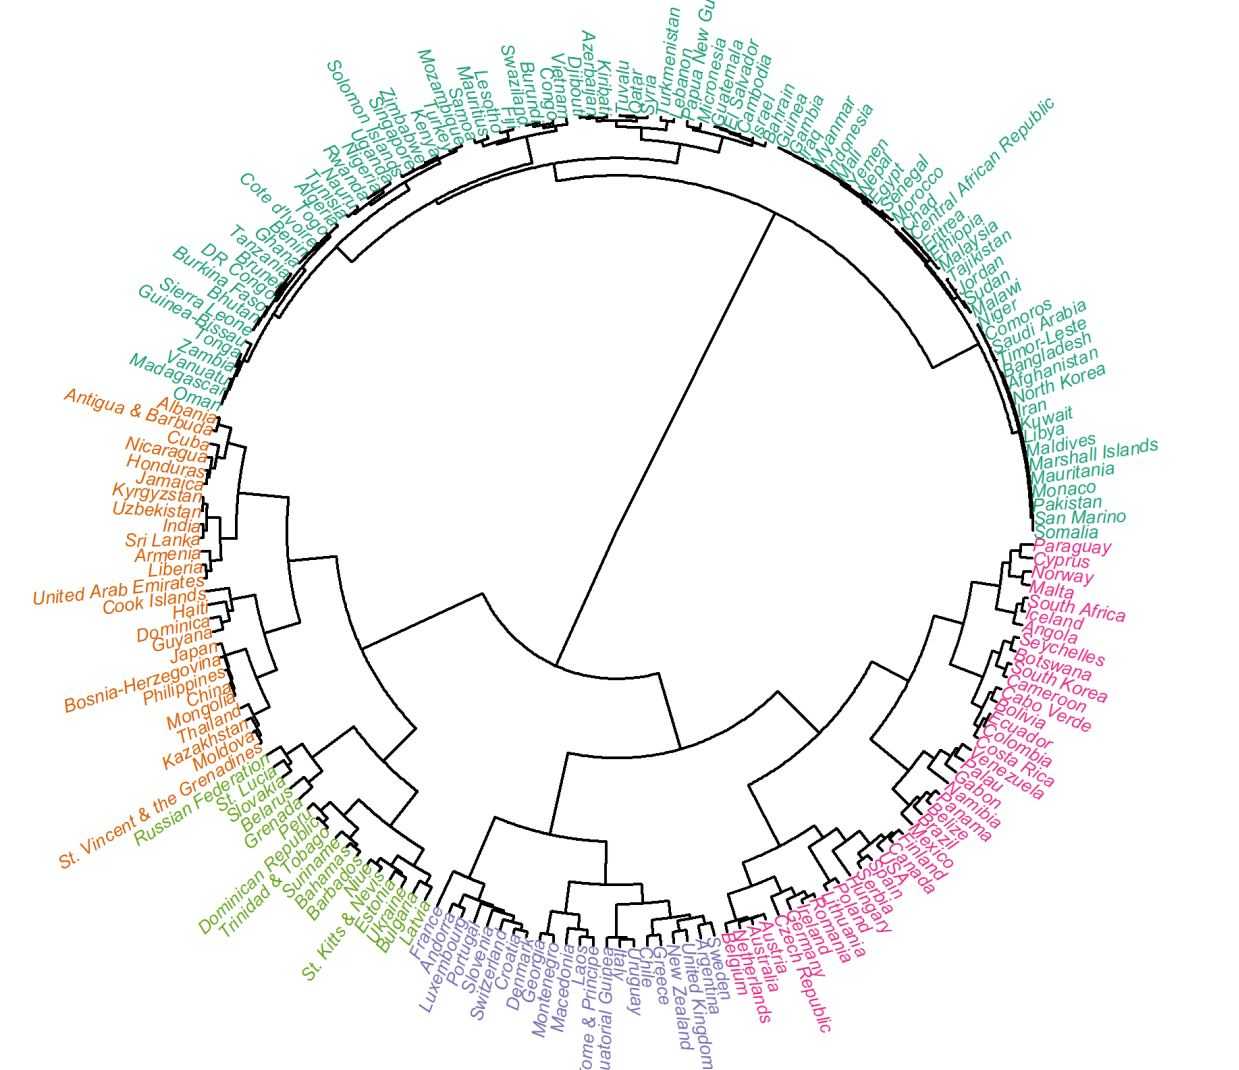 Oman
Madagascar
Vanuatu
Zambia
Tonga
Guinea-Bissau
Sierra Leone
Bhutan
Burkina Faso
DR Congo
Brunei
Tanzania
Ghana
Benin
Cote d'Ivoire
Togo
Algeria
Tunisia
Nauru
Rwanda
Nigeria
Uganda
Solomon Islands
Singapore
Zimbabwe
Kenya
Turkey
Mozambique
Samoa
Mauritius
Lesotho
Fiji
Swaziland
Burundi
Congo
Vietnam
Djibouti
Azerbaijan
Kiribati
Tuvalu
Qatar
Syria
Turkmenistan
Lebanon
Papua New Gu
Micronesia
Guatemala
El Salvador
Cambodia
Israel
Bahrain
Guinea
Gambia
Iraq
Myanmar
Indonesia
Mali
Yemen
Nepal
Egypt
Senegal
Morocco
Chad
Central African Republic
Eritrea
Ethiopia
Malaysia
Tajikistan
Jordan
Sudan
Malawi
Niger
Comoros
Saudi Arabia
Timor-Leste
Bangladesh
Afghanistan
North Korea
Iran
Kuwait
Libya
Maldives
Marshall Islands
Mauritania
Monaco
Pakistan
San Marino
Somalia
Paraguay
Cyprus
Norway
Malta
South Africa
Iceland
Angola
Seychelles
Botswana
South Korea
Cameroon
Cabo Verde
Bolivia
Ecuador
Colombia
Costa Rica
Venezuela
Palau
Gabon
Namibia
Panama
Belize
Brazil
Mexico
Finland
Canada
USA
Spain
Serbia
Hungary
Poland
Lithuania
Romania
Ireland
Germany
Czech Republic
Austria
Australia
Netherlands
Belgium
Sweden
Argentina
United Kingdom
New Zealand
Greece
Chile
Uruguay
Italy
uatorial Guinea
ome & Principe
Laos
Macedonia
Montenegro
Georgia
Denmark
Croatia
Switzerland
Slovenia
Portugal
Luxembourg
Andorra
France
Latvia
Bulgaria
Ukraine
Estonia
St. Kitts & Nevis
Niue
Barbados
Bahamas
Suriname
Trinidad & Tobago
Dominican Republic
Peru
Grenada
Belarus
Slovakia
St. Lucia
Russian Federation
St. Vincent & the Grenadines
Moldova
Kazakhstan
Thailand
Mongolia
China
Philippines
Bosnia-Herzegovina
Japan
Guyana
Dominica
Haiti
Cook Islands
United Arab Emirates
Liberia
Armenia
Sri Lanka
India
Uzbekistan
Kyrgyzstan
Jamaica
Honduras
Nicaragua
Cuba
Antigua & Barbuda
Albania